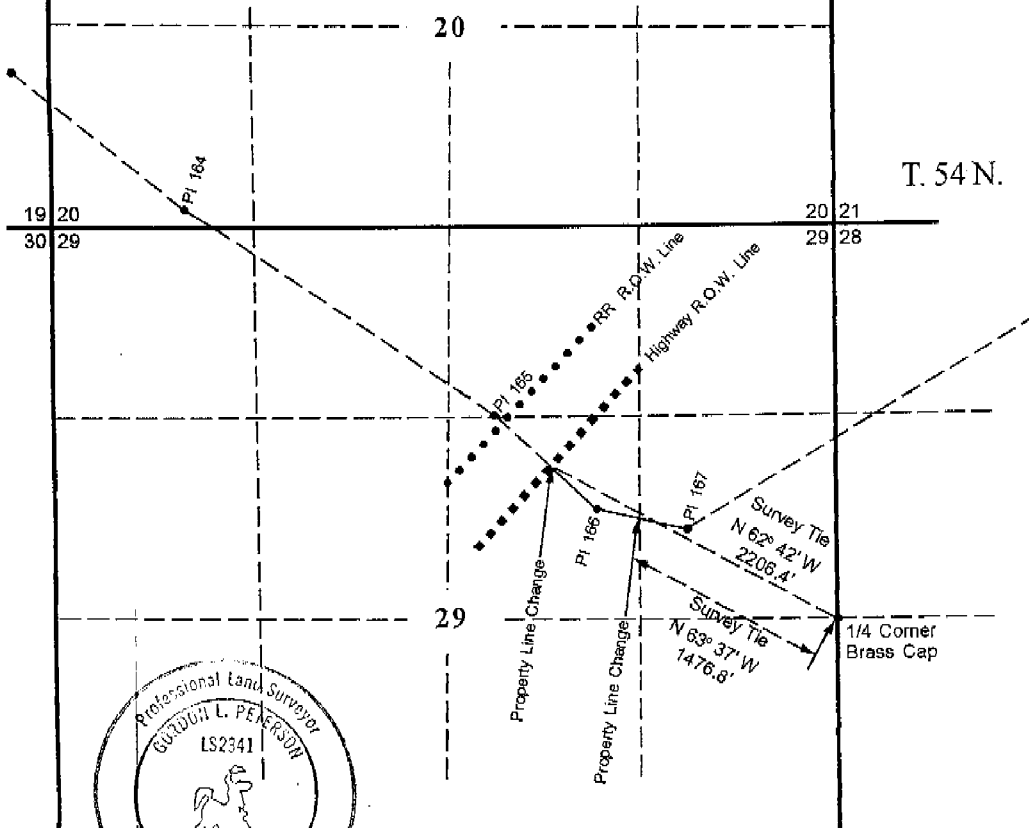 20
PI 164
T. 54 N.
19 20
30 29
20 21
29 28
RR R.O.W. Line
Highway R.O.W. Line
PI 165
PI 166
PI 167
Survey Tie
N 62° 42' W
2206.4'
Survey Tie
N 63° 37' W
1476.8'
29
Property Line Change
Property Line Change
1/4 Corner
Brass Cap
Professional Land Surveyor
GORDON L. PETERSON
LS2341